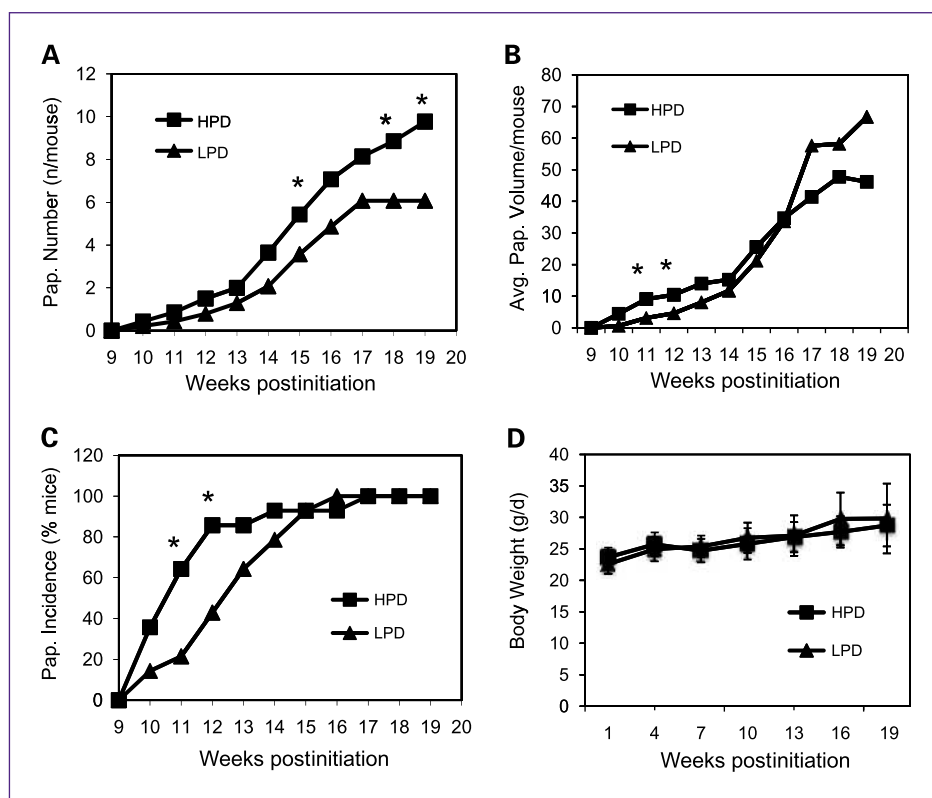 A
Pap. Number (n/mouse)
12
10
8
6
4
2
0
HPD
LPD
*
*
*
9 10 11 12 13 14 15 16 17 18 19 20
Weeks postinitiation
B
Avg. Pap. Volume/mouse
80
70
60
50
40
30
20
10
0
HPD
LPD
* *
9 10 11 12 13 14 15 16 17 18 19 20
Weeks postinitiation
C
Pap. Incidence (% mice)
120
100
80
60
40
20
0
*
*
HPD
LPD
9 10 11 12 13 14 15 16 17 18 19 20
Weeks postinitiation
D
Body Weight (g/d)
40
35
30
25
20
15
10
5
0
HPD
LPD
1 4 7 10 13 16 19
Weeks postinitiation